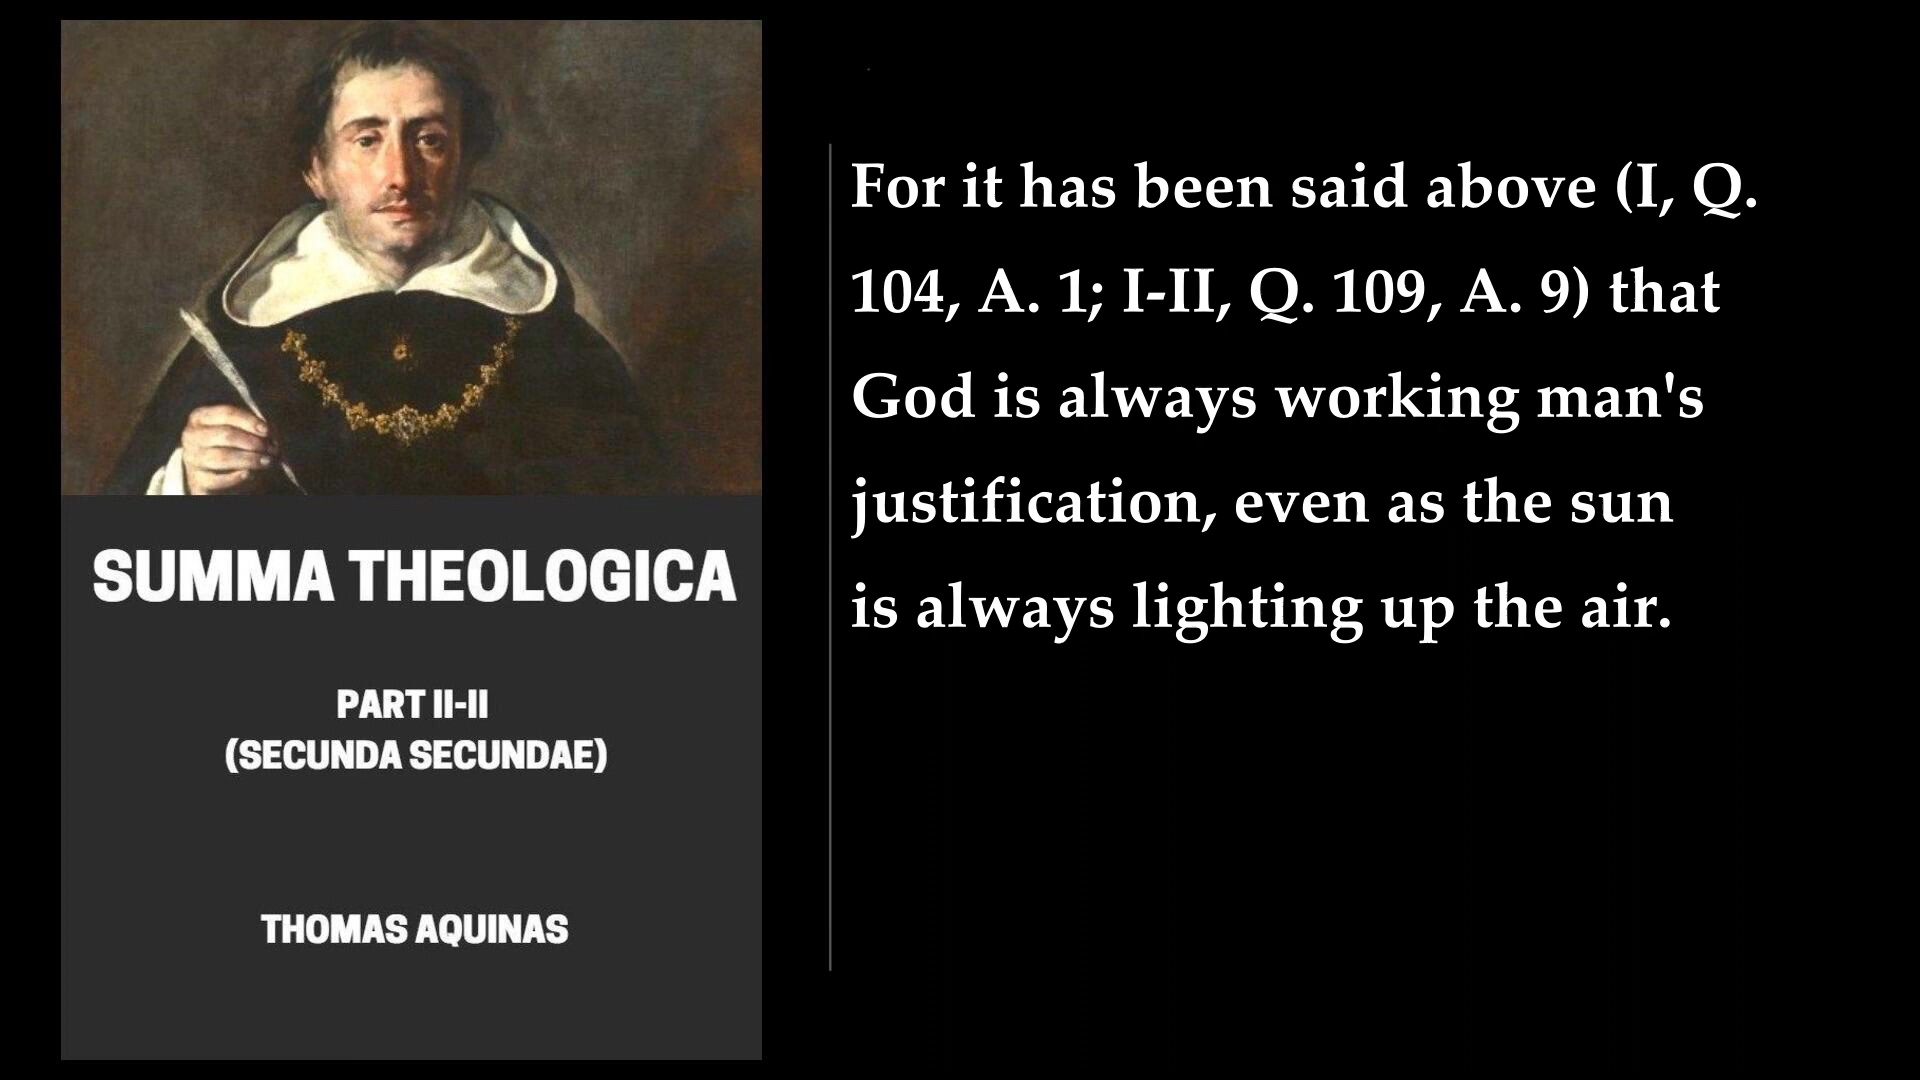 SUMMA THEOLOGICA
PART II-II
(SECUNDA SECUNDAE)
THOMAS AQUINAS
For it has been said above (I, Q.
104, A. 1; I-II, Q. 109, A. 9) that
God is always working man's
justification, even as the sun
is always lighting up the air.